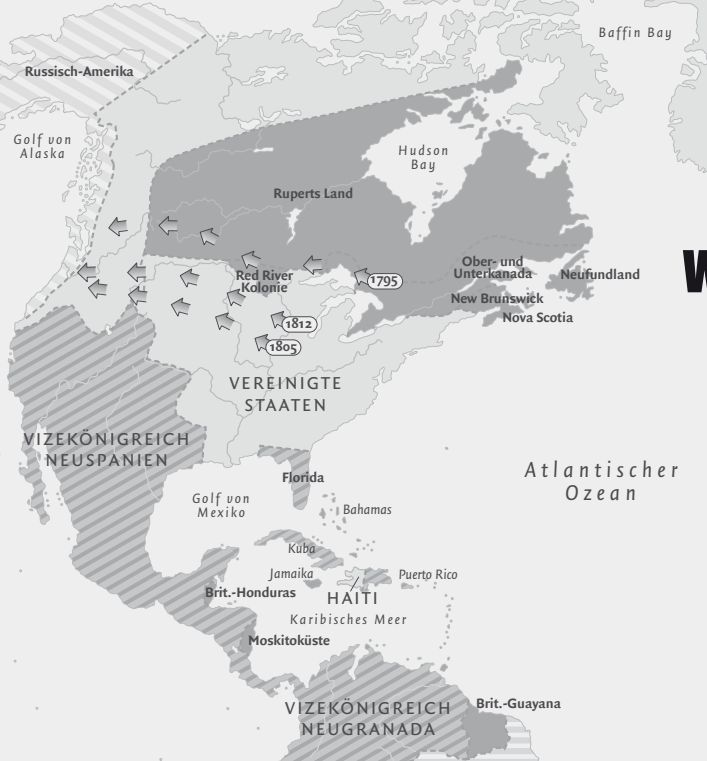 Baffin Bay
Russisch-Amerika
Golf von
Alaska
Hudson
Bay
Ruperts Land
W
Ober- und
Unterkanada
Neufundland
Red River
Kolonie
1795
New Brunswick
Nova Scotia
1812
1805
VEREINIGTE
STAATEN
VIZEKÖNIGREICH
NEUSPANIEN
Atlantischer
Ozean
Florida
Golf von
Mexiko
Bahamas
Kuba
Jamaika
Puerto Rico
Brit.-Honduras
HAITI
Karibisches Meer
Moskitoküste
VIZEKÖNIGREICH
NEUGRANADA
Brit.-Guayana